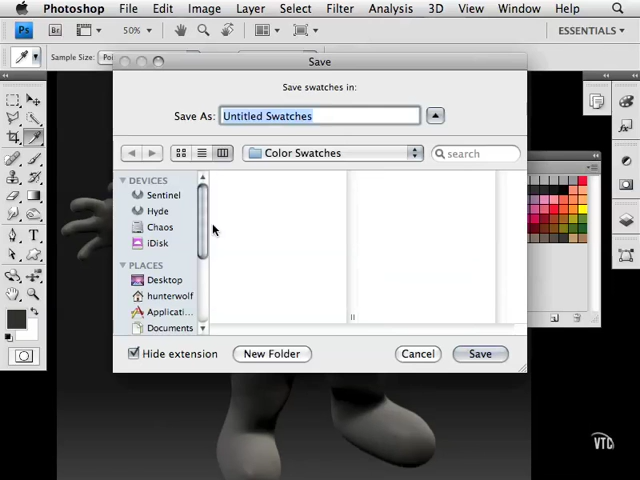 Photoshop File Edit Image Layer Select Filter Analysis 3D View Window Help
Ps Br 50% ESSENTIALS
Sample Size:
Save
Save swatches in:
Save As: Untitled Swatches
Color Swatches
search
DEVICES
Sentinel
Hyde
Chaos
iDisk
PLACES
Desktop
hunterwolf
Applicati...
Documents
Hide extension New Folder Cancel Save
VTC